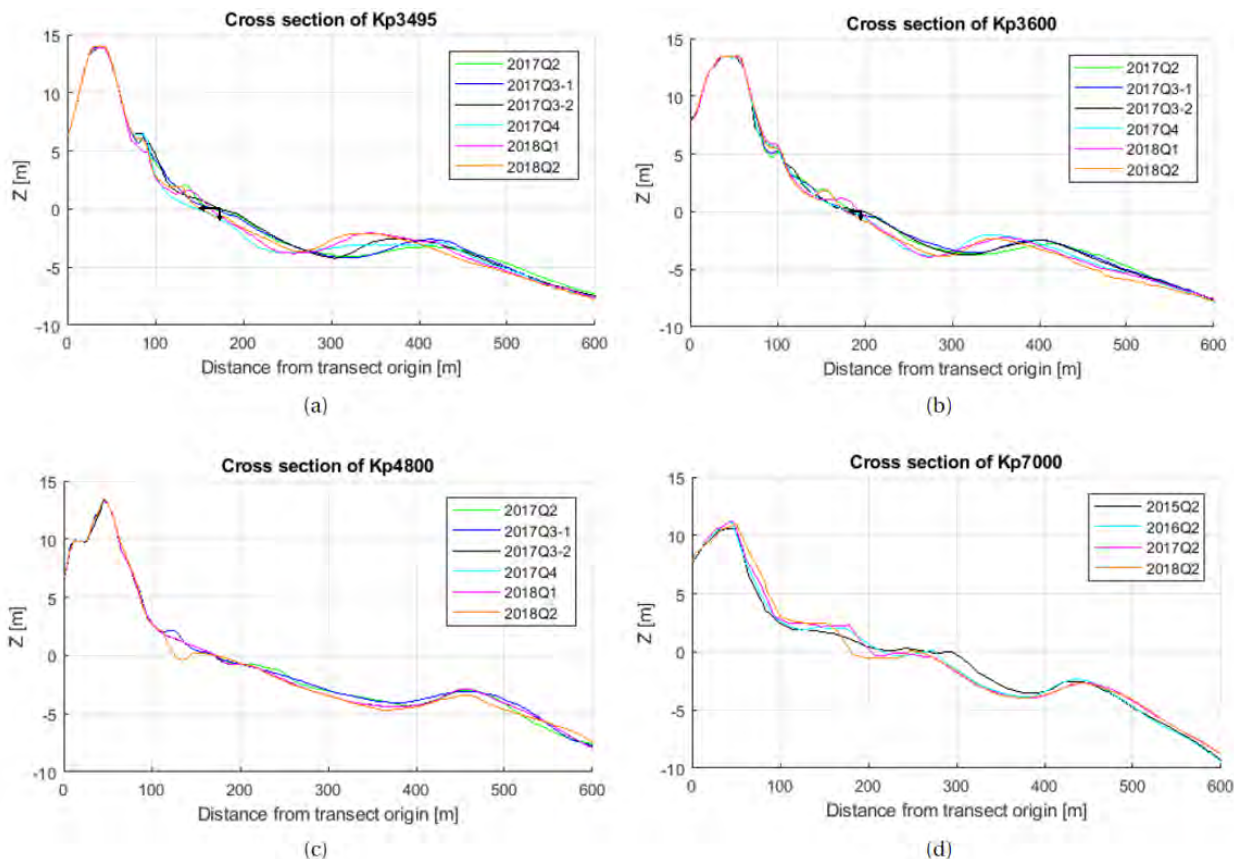 Cross section of Kp3495
Z [m]
15
10
5
0
-5
-10
0 100 200 300 400 500 600
Distance from transect origin [m]
2017Q2
2017Q3-1
2017Q3-2
2017Q4
2018Q1
2018Q2
(a)
Cross section of Kp3600
Z [m]
15
10
5
0
-5
-10
0 100 200 300 400 500 600
Distance from transect origin [m]
2017Q2
2017Q3-1
2017Q3-2
2017Q4
2018Q1
2018Q2
(b)
Cross section of Kp4800
Z [m]
15
10
5
0
-5
-10
0 100 200 300 400 500 600
Distance from transect origin [m]
2017Q2
2017Q3-1
2017Q3-2
2017Q4
2018Q1
2018Q2
(c)
Cross section of Kp7000
Z [m]
15
10
5
0
-5
-10
0 100 200 300 400 500 600
Distance from transect origin [m]
2015Q2
2016Q2
2017Q2
2018Q2
(d)